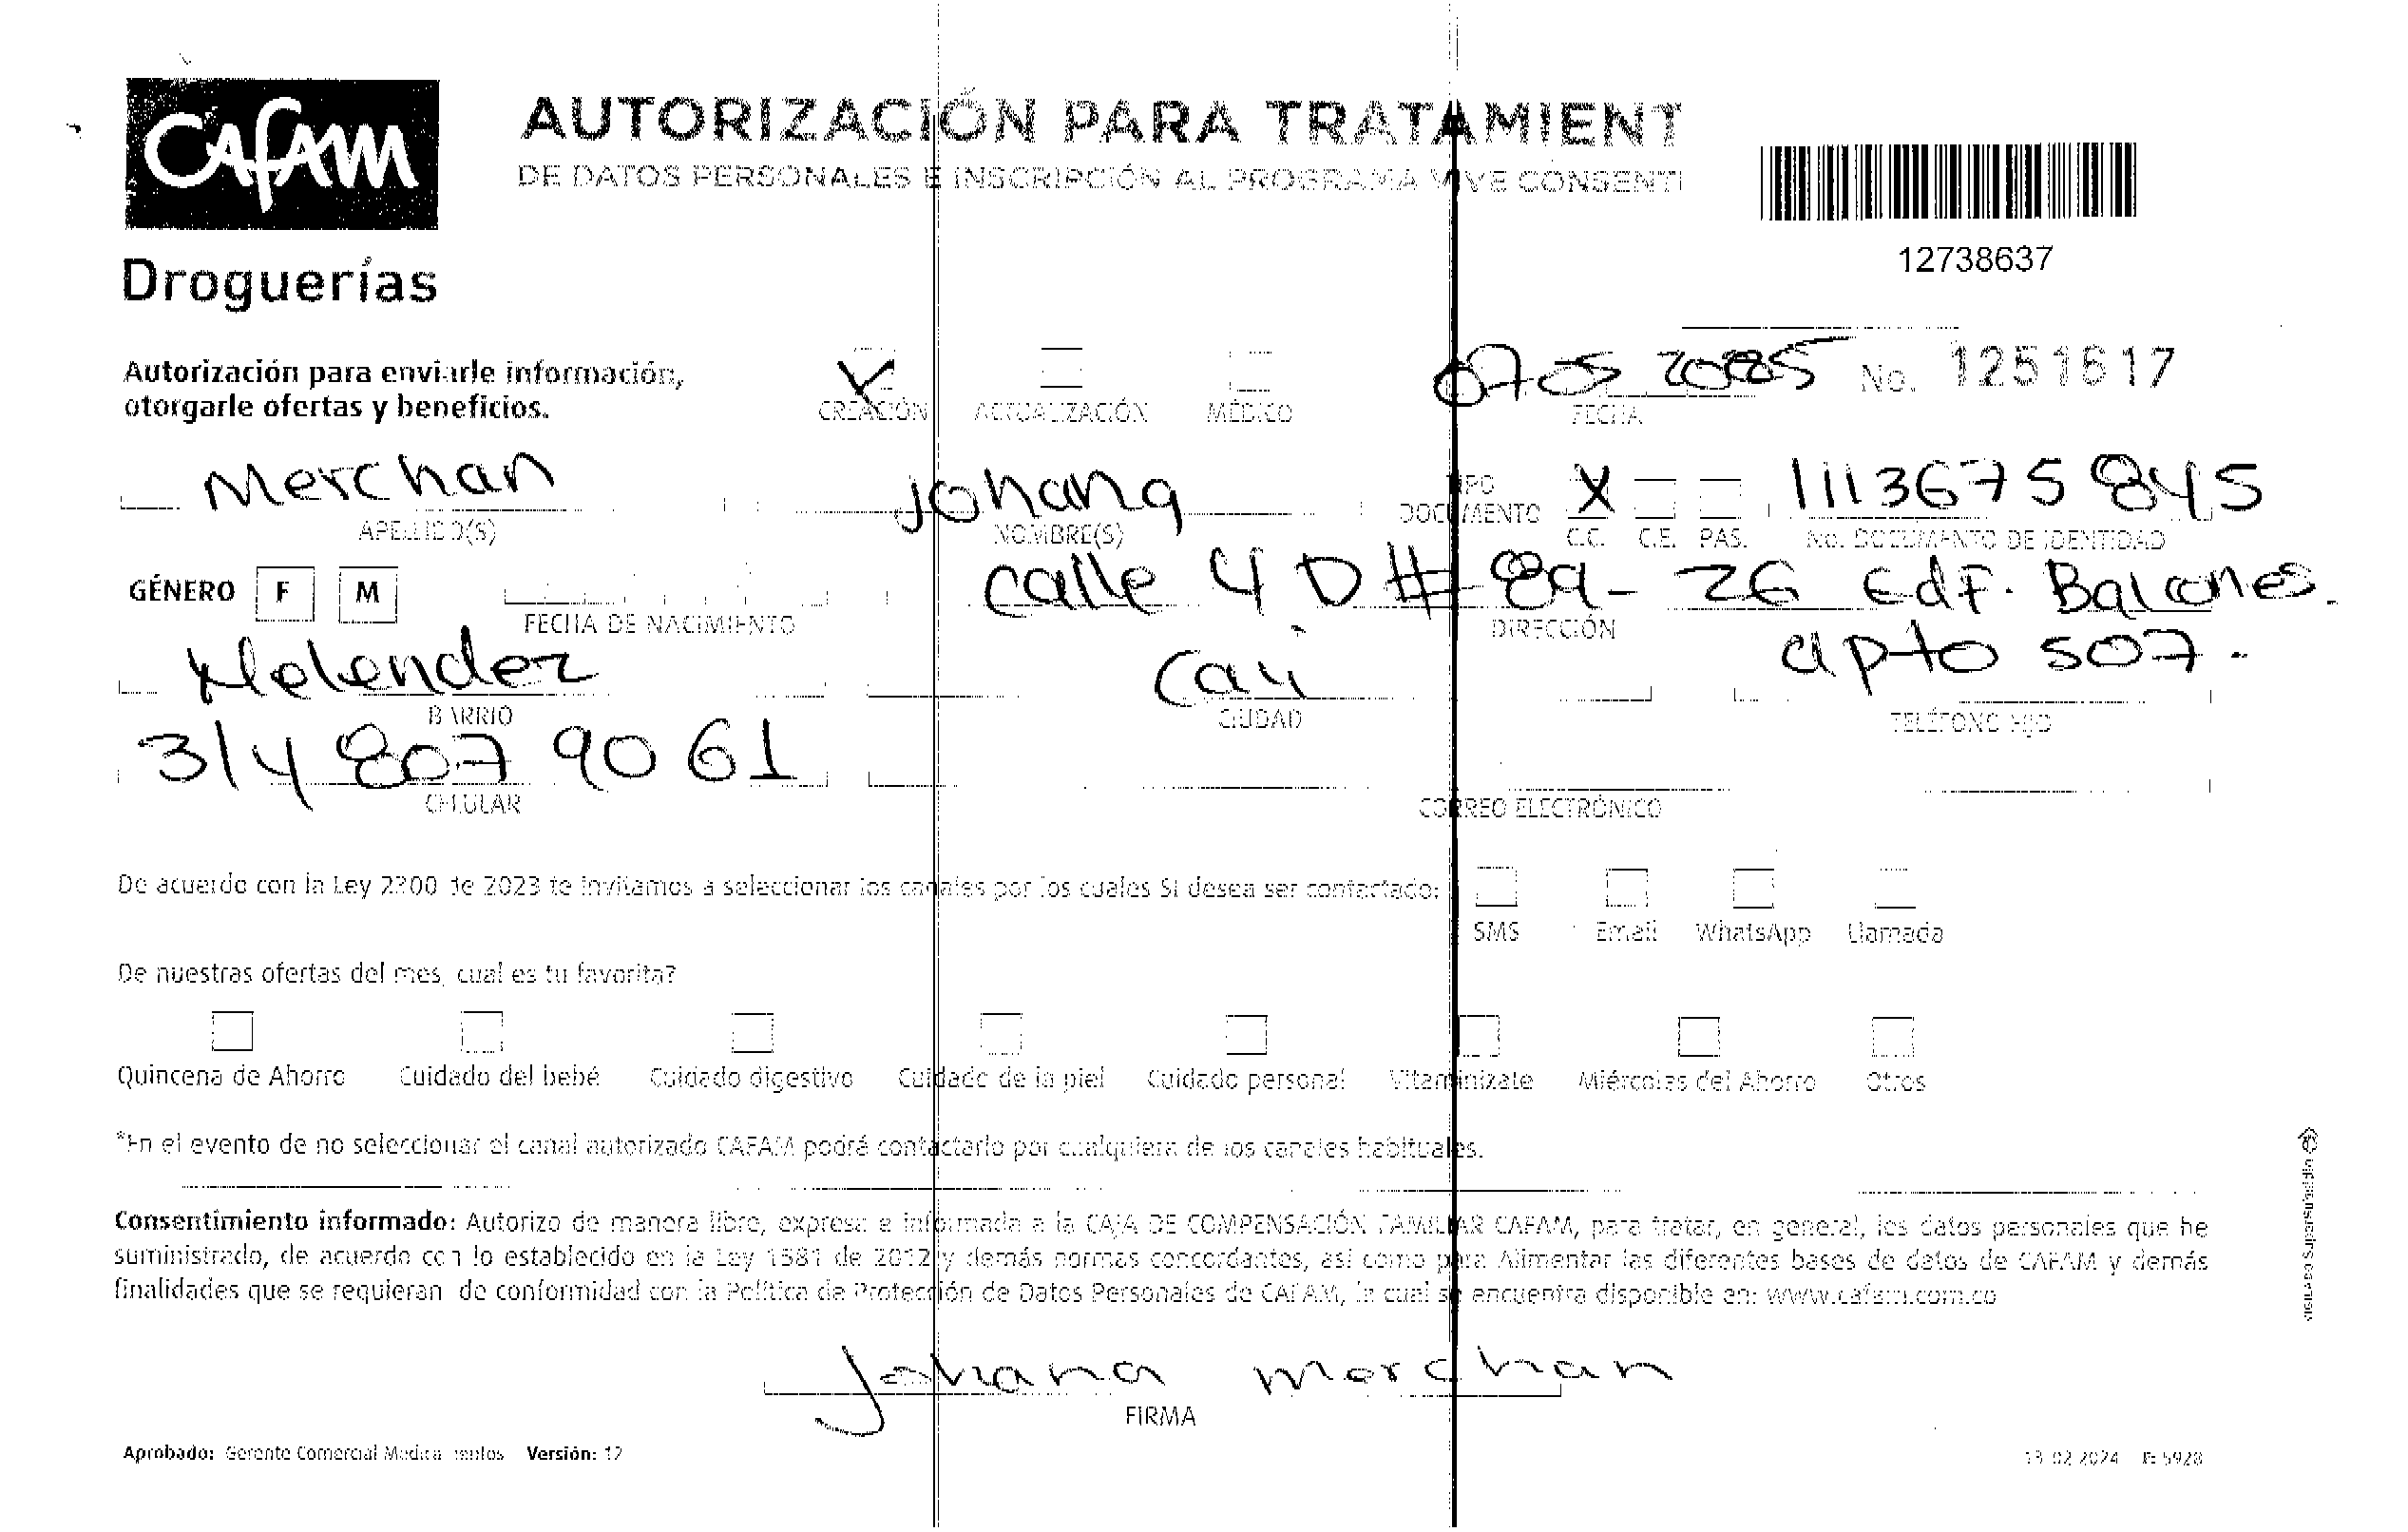 CAFAM
Droguerías
AUTORIZACIÓN PARA TRATAMIENT
DE DATOS PERSONALES E INSCRIPCIÓN AL PROGRAMA VIVE CONSENTI
12738637
Autorización para enviarle información,
otorgarle ofertas y beneficios.
CREACIÓN ACTUALIZACIÓN MÉDICO
07 05 FECHA
No. 1251617
Merchan Johana X 1113675845
APELLIDO(S) NOMBRE(S) TIPO DOCUMENTO C.C. C.E. PAS. No. DOCUMENTO DE IDENTIDAD
GÉNERO F M calle 4 D # 89 - 26 Edf. Balcones.
FECHA DE NACIMIENTO DIRECCIÓN
apto 507.
Melendez Cali
BARRIO CIUDAD TELÉFONO FIJO
314 807 90 61
CELULAR CORREO ELECTRÓNICO
De acuerdo con la Ley 2300 de 2023 te invitamos a seleccionar los canales por los cuales SI desea ser contactado:
SMS Email WhatsApp Llamada
De nuestras ofertas del mes, cual es tu favorita?
Quincena de Ahorro Cuidado del bebé Cuidado digestivo Cuidado de la piel Cuidado personal Vitaminízate Miércoles del Ahorro Otros
*En el evento de no seleccionar el canal autorizado CAFAM podrá contactarlo por cualquiera de los canales habituales.
Consentimiento informado: Autorizo de manera libre, expresa e informada a la CAJA DE COMPENSACIÓN FAMILIAR CAFAM, para tratar, en general, los datos personales que he
suministrado, de acuerdo con lo establecido en la Ley 1581 de 2012 y demás normas concordantes, así como para Alimentar las diferentes bases de datos de CAFAM y demás
finalidades que se requieran de conformidad con la Política de Protección de Datos Personales de CAFAM, la cual se encuentra disponible en: www.cafam.com.co
Johana Merchan
FIRMA
Aprobado: Gerente Comercial Medicamentos Versión: 12
13 02 2024 F: 5928